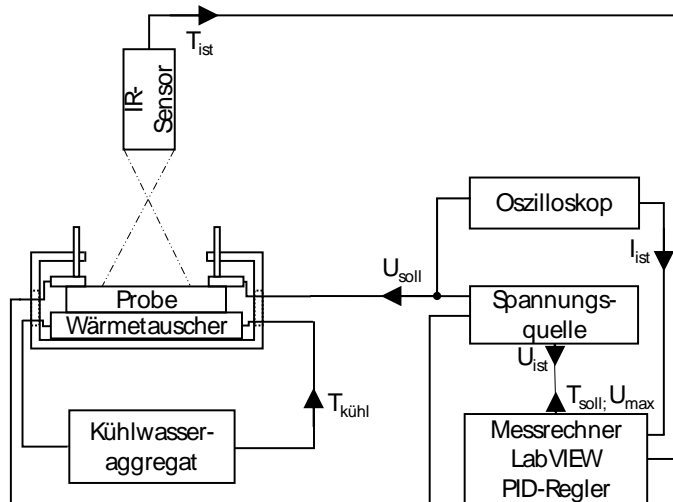 T_ist
IR-
Sensor
Oszilloskop
I_ist
U_soll
Probe
Spannungs-
quelle
Wärmetauscher
U_ist
T_kühl
T_soll; U_max
Kühlwasser-
aggregat
Messrechner
LabVIEW
PID-Regler